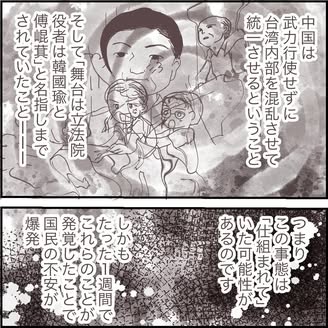 中国は
武力行使せずに
台湾内部を混乱させて
統一させるということ
そして「舞台は立法院
役者は韓國瑜と
傅崐萁」と名指しまで
されていたこと———
つまり
この事態は
「仕組まれて」
いた可能性が
あるのです
しかも
たった1週間で
これらのことが
発覚したことで
国民の不安が
爆発